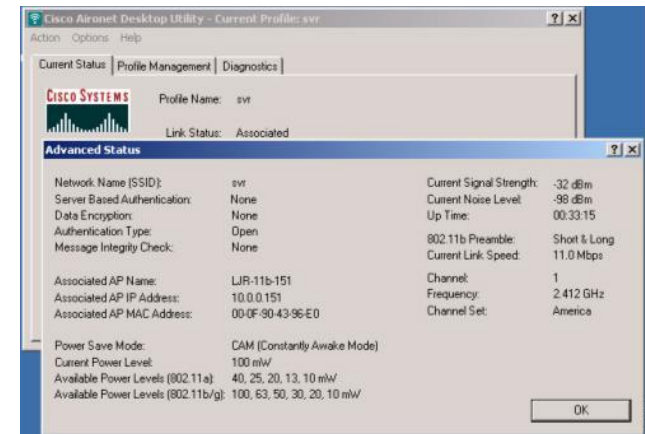 Cisco Aironet Desktop Utility - Current Profile: svr
Action Options Help
Current Status Profile Management Diagnostics
CISCO SYSTEMS
Profile Name: svr
Link Status: Associated
Advanced Status
Network Name (SSID): svr
Server Based Authentication: None
Data Encryption: None
Authentication Type: Open
Message Integrity Check: None
Associated AP Name: LJR-11b-151
Associated AP IP Address: 10.0.0.151
Associated AP MAC Address: 00-0F-90-43-96-E0
Power Save Mode: CAM (Constantly Awake Mode)
Current Power Level: 100 mW
Available Power Levels (802.11a): 40, 25, 20, 13, 10 mW
Available Power Levels (802.11b/g): 100, 63, 50, 30, 20, 10 mW
Current Signal Strength: -32 dBm
Current Noise Level: -98 dBm
Up Time: 00:33:15
802.11b Preamble: Short & Long
Current Link Speed: 11.0 Mbps
Channel: 1
Frequency: 2.412 GHz
Channel Set: America
OK